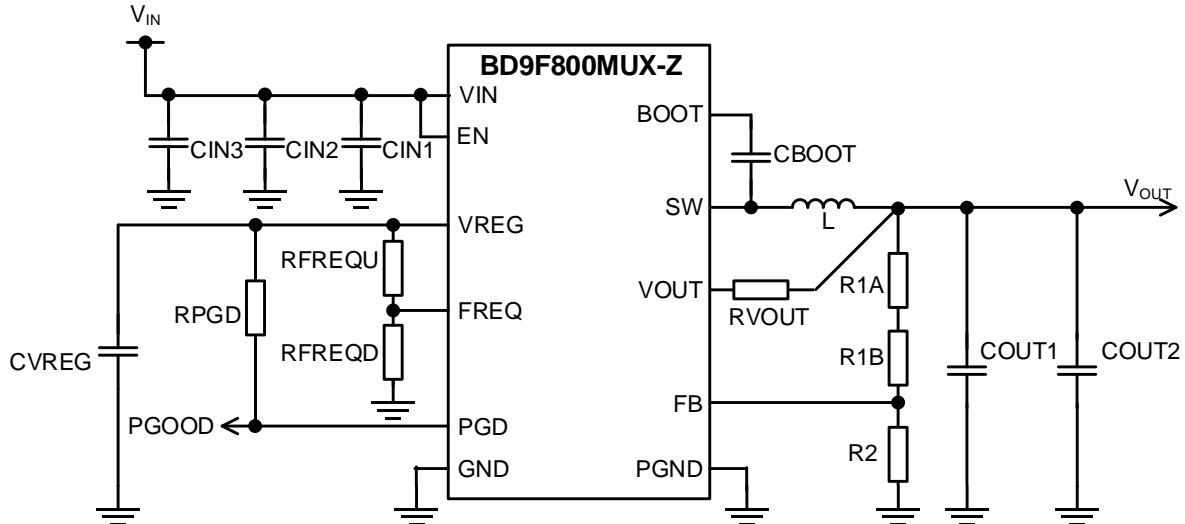 VIN
BD9F800MUX-Z
VIN
BOOT
EN
CIN3
CIN2
CIN1
CBOOT
VOUT
SW
L
VREG
RFREQU
VOUT
RVOUT
R1A
RPGD
FREQ
RFREQD
R1B
COUT1
COUT2
CVREG
FB
PGOOD
PGD
R2
GND
PGND